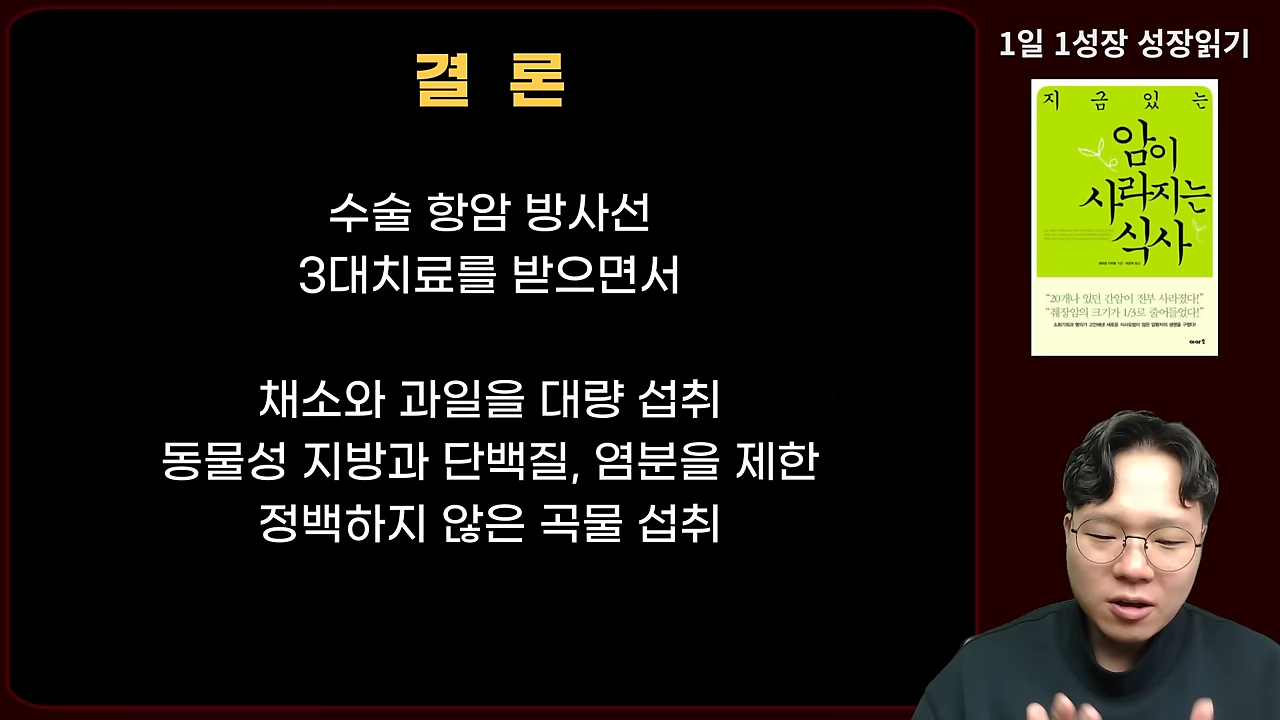 결 론
수술 항암 방사선
3대치료를 받으면서
채소와 과일을 대량 섭취
동물성 지방과 단백질, 염분을 제한
정백하지 않은 곡물 섭취
1일 1성장 성장읽기
지금있는
암이
사라지는
식사
“20개나 있던 간암이 전부 사라졌다!”
“췌장암의 크기가 1/3로 줄어들었다!”